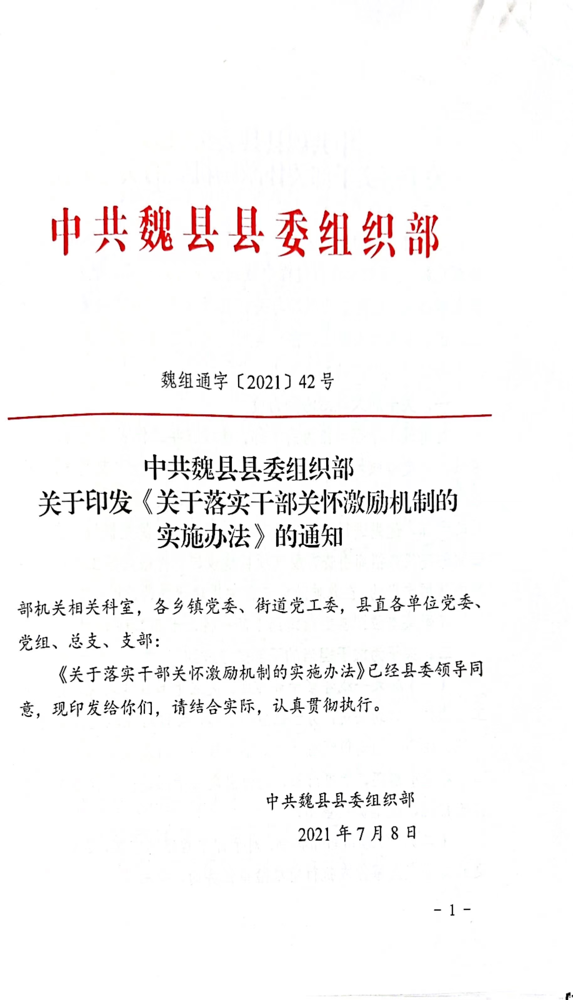 中共魏县县委组织部
魏组通字〔2021〕42号
中共魏县县委组织部
关于印发《关于落实干部关怀激励机制的
实施办法》的通知
部机关相关科室，各乡镇党委、街道党工委，县直各单位党委、
党组、总支、支部：
《关于落实干部关怀激励机制的实施办法》已经县委领导同
意，现印发给你们，请结合实际，认真贯彻执行。
中共魏县县委组织部
2021年7月8日
- 1 -